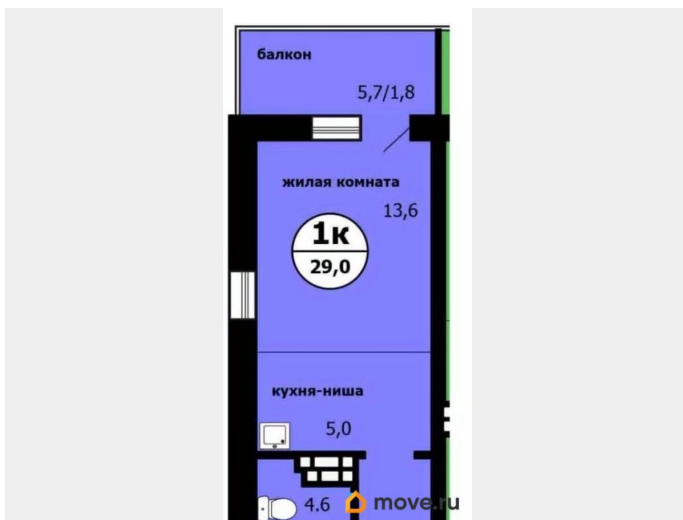 балкон
5,7/1,8
жилая комната
13,6
1к
29,0
кухня-ниша
5,0
4.6
move.ru